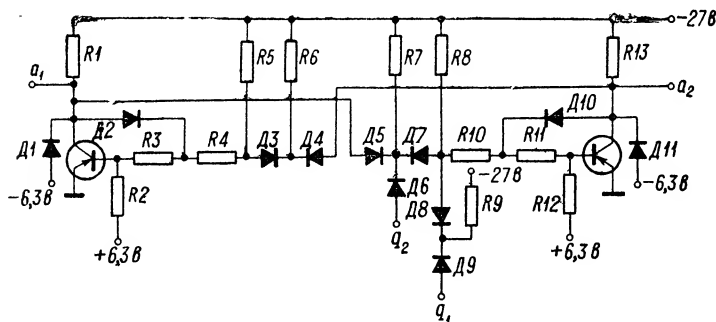 -27в
R1
R5
R6
R7
R8
R13
a₁
a₂
Д2
Д10
Д1
R3
R4
Д3
Д4
Д5
Д7
R10
R11
Д11
-6,3в
-27в
-6,3в
R2
Д6
Д8
R9
R12
+6,3в
q₂
Д9
+6,3в
q₁